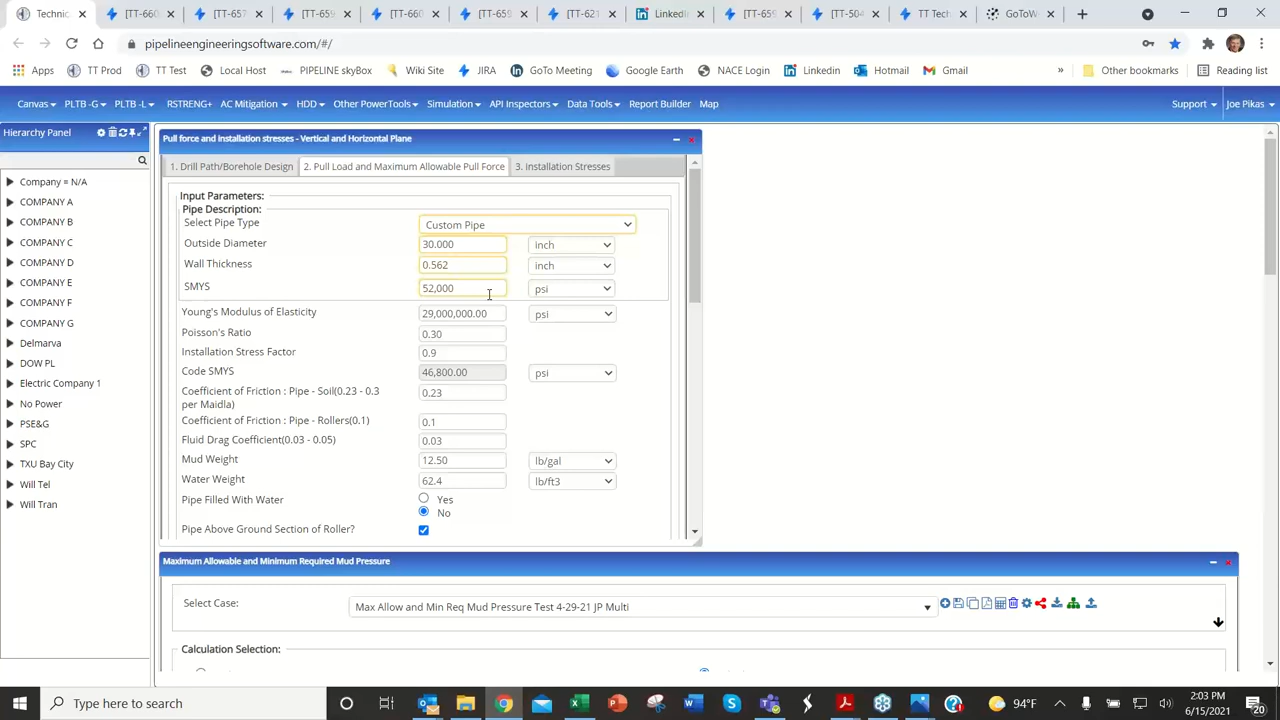 Technic
[TT-660
[TT-657
[TT-659
[TT-660
[TT-659
[TT-621
LinkedIn
[TT-659
[TT-504
TT Tech
GoToW
pipelineengineeringsoftware.com/#/
Apps TT Prod TT Test Local Host PIPELINE skyBox Wiki Site JIRA GoTo Meeting Google Earth NACE Login Linkedin Hotmail Gmail » Other bookmarks Reading list
Canvas PLTB -G PLTB -L RSTRENG+ AC Mitigation HDD Other PowerTools Simulation API Inspectors Data Tools Report Builder Map Support Joe Pikas
Hierarchy Panel
Company = N/A
COMPANY A
COMPANY B
COMPANY C
COMPANY D
COMPANY E
COMPANY F
COMPANY G
Delmarva
DOW PL
Electric Company 1
No Power
PSE&G
SPC
TXU Bay City
Will Tel
Will Tran
Pull force and installation stresses - Vertical and Horizontal Plane
1. Drill Path/Borehole Design 2. Pull Load and Maximum Allowable Pull Force 3. Installation Stresses
Input Parameters:
Pipe Description:
Select Pipe Type Custom Pipe
Outside Diameter 30.000 inch
Wall Thickness 0.562 inch
SMYS 52,000 psi
Young's Modulus of Elasticity 29,000,000.00 psi
Poisson's Ratio 0.30
Installation Stress Factor 0.9
Code SMYS 46,800.00 psi
Coefficient of Friction : Pipe - Soil(0.23 - 0.3 0.23
per Maidla)
Coefficient of Friction : Pipe - Rollers(0.1) 0.1
Fluid Drag Coefficient(0.03 - 0.05) 0.03
Mud Weight 12.50 lb/gal
Water Weight 62.4 lb/ft3
Pipe Filled With Water Yes
No
Pipe Above Ground Section of Roller?
Maximum Allowable and Minimum Required Mud Pressure
Select Case: Max Allow and Min Req Mud Pressure Test 4-29-21 JP Multi
Calculation Selection:
Type here to search
94°F
2:03 PM
6/15/2021
20